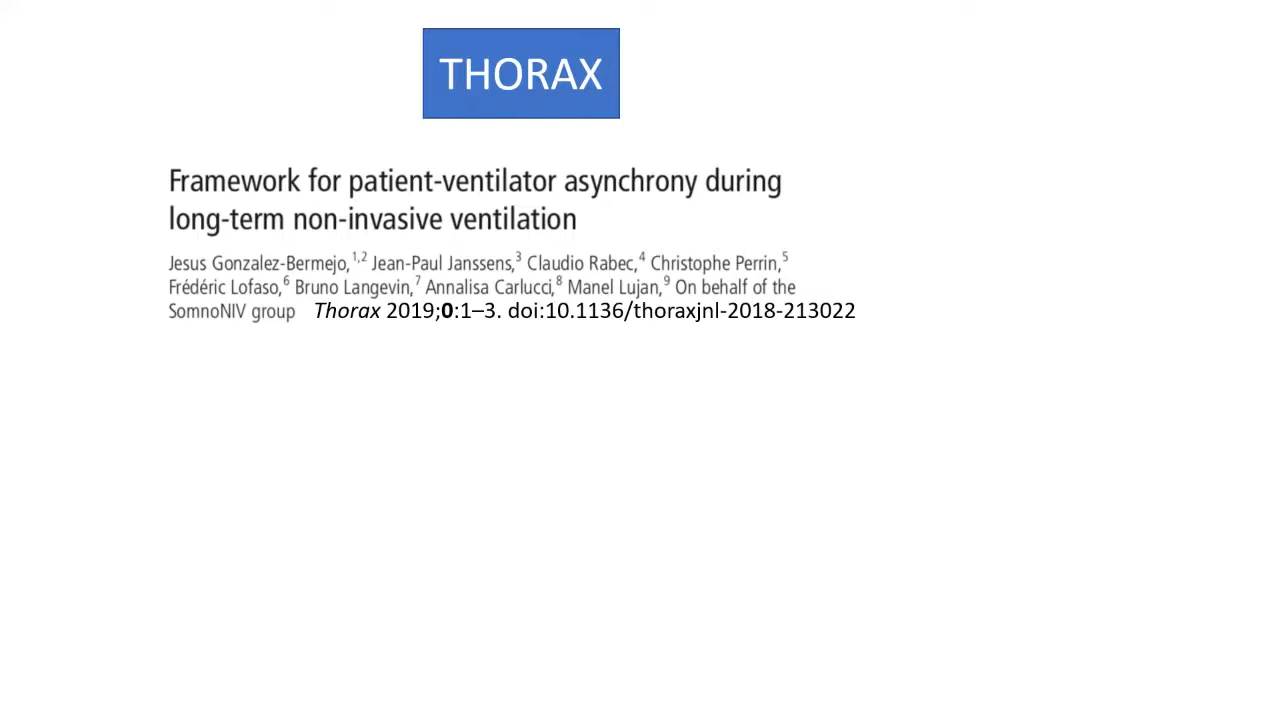 THORAX
Framework for patient-ventilator asynchrony during
long-term non-invasive ventilation
Jesus Gonzalez-Bermejo,1,2 Jean-Paul Janssens,3 Claudio Rabec,4 Christophe Perrin,5
Frédéric Lofaso,6 Bruno Langevin,7 Annalisa Carlucci,8 Manel Lujan,9 On behalf of the
SomnoNIV group Thorax 2019;0:1–3. doi:10.1136/thoraxjnl-2018-213022